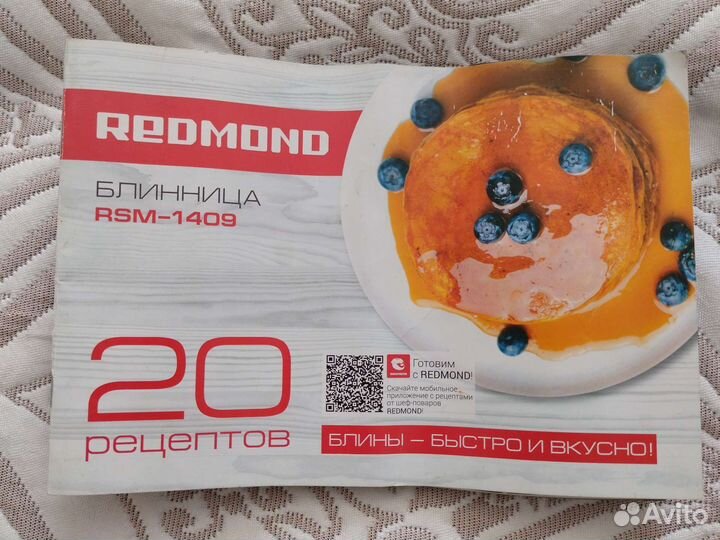 REDMOND
БЛИННИЦА
RSM-1409
20
рецептов
Готовим
с REDMOND!
Скачайте мобильное
приложение с рецептами
от шеф-поваров
REDMOND!
БЛИНЫ – БЫСТРО И ВКУСНО!
Avito